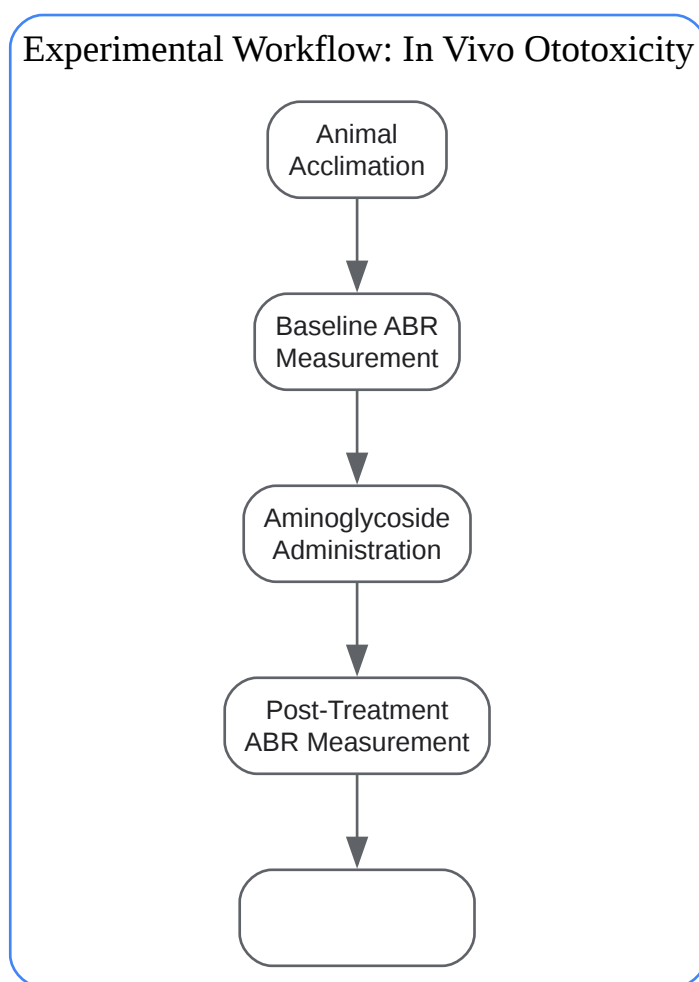 Experimental Workflow: In Vivo Ototoxicity
Animal
Acclimation
Baseline ABR
Measurement
Aminoglycoside
Administration
Post-Treatment
ABR Measurement